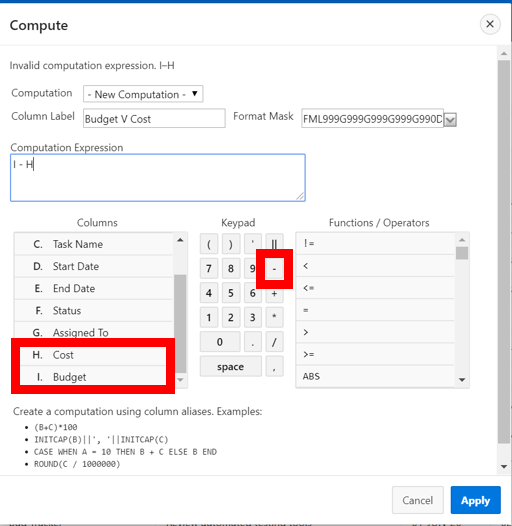 Compute
Invalid computation expression. I–H
Computation - New Computation -
Column Label Budget V Cost Format Mask FML999G999G999G999G990D
Computation Expression
I - H
Columns Keypad Functions / Operators
C. Task Name
D. Start Date
E. End Date
F. Status
G. Assigned To
H. Cost
I. Budget
( ) ' ||
7 8 9 -
4 5 6 +
1 2 3 *
0 . /
space ,
!=
<
<=
=
>
>=
ABS
Create a computation using column aliases. Examples:
• (B+C)*100
• INITCAP(B)||', '||INITCAP(C)
• CASE WHEN A = 10 THEN B + C ELSE B END
• ROUND(C / 1000000)
Cancel Apply